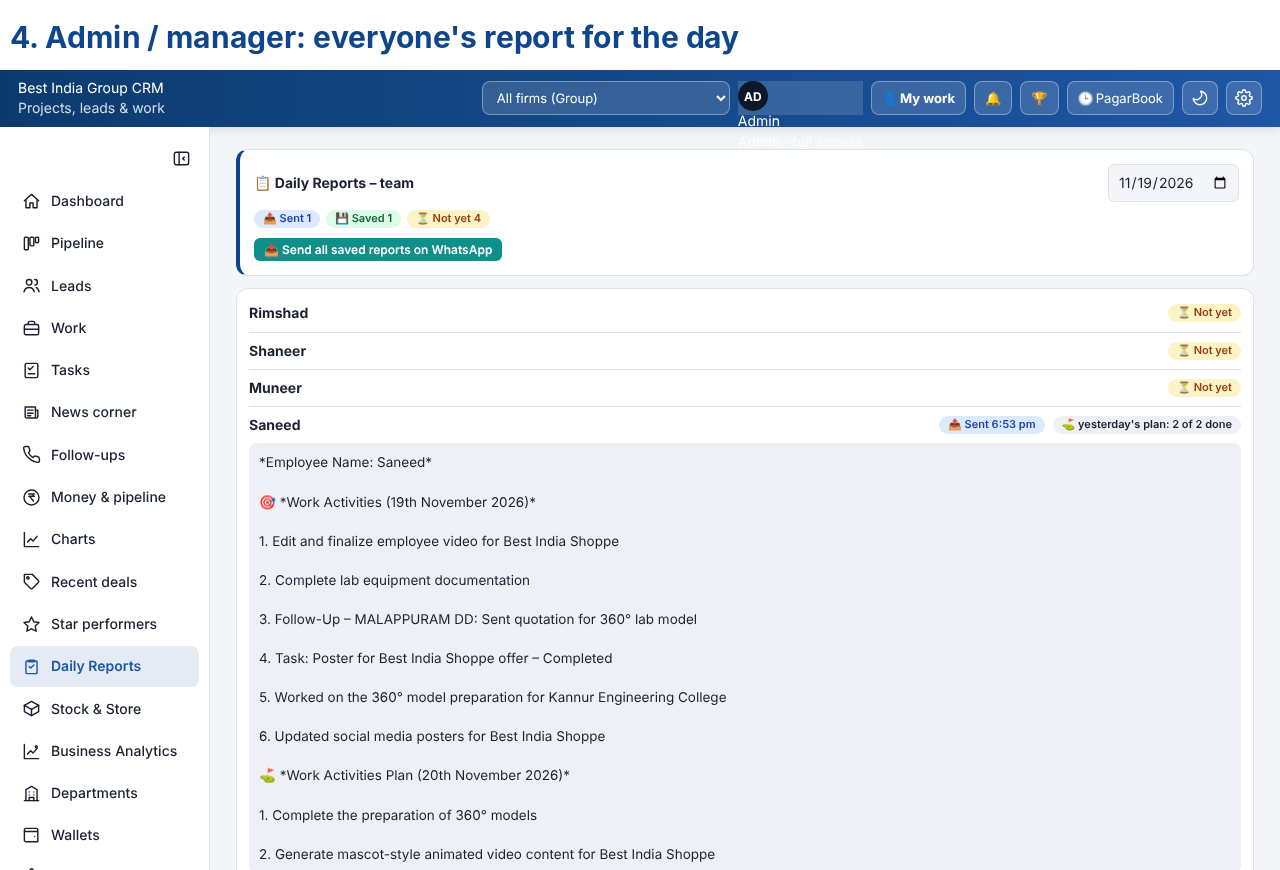 4. Admin / manager: everyone's report for the day
Best India Group CRM
Projects, leads & work
All firms (Group)
AD
Admin
Admin · full access
My work
PagarBook
Dashboard
Pipeline
Leads
Work
Tasks
News corner
Follow-ups
Money & pipeline
Charts
Recent deals
Star performers
Daily Reports
Stock & Store
Business Analytics
Departments
Wallets
📋 Daily Reports – team
11/19/2026
📤 Sent 1
💾 Saved 1
⏳ Not yet 4
📤 Send all saved reports on WhatsApp
Rimshad
⏳ Not yet
Shaneer
⏳ Not yet
Muneer
⏳ Not yet
Saneed
📤 Sent 6:53 pm
⛳ yesterday's plan: 2 of 2 done
*Employee Name: Saneed*
🎯 *Work Activities (19th November 2026)*
1. Edit and finalize employee video for Best India Shoppe
2. Complete lab equipment documentation
3. Follow-Up – MALAPPURAM DD: Sent quotation for 360° lab model
4. Task: Poster for Best India Shoppe offer – Completed
5. Worked on the 360° model preparation for Kannur Engineering College
6. Updated social media posters for Best India Shoppe
⛳ *Work Activities Plan (20th November 2026)*
1. Complete the preparation of 360° models
2. Generate mascot-style animated video content for Best India Shoppe